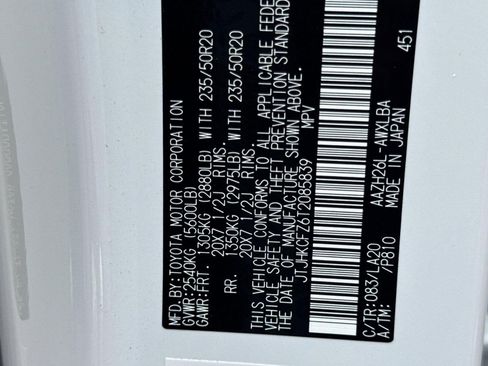 MFD.BY:TOYOTA MOTOR CORPORATION
GVWR:2540KG (5600LB)
GAWR:FRT. 1305KG (2880LB) WITH 235/50R20
20X7 1/2J RIMS.
RR. 1350KG (2975LB) WITH 235/50R20
20X7 1/2J RIMS.
THIS VEHICLE CONFORMS TO ALL APPLICABLE FEDE
VEHICLE SAFETY AND THEFT PREVENTION STANDARD
THE DATE OF MANUFACTURE SHOWN ABOVE.
JTJHKCFZ6T2085839 MPV
C/TR:083/LA20 AAZH26L-AWXLBA
A/TM: /P810 MADE IN JAPAN
451